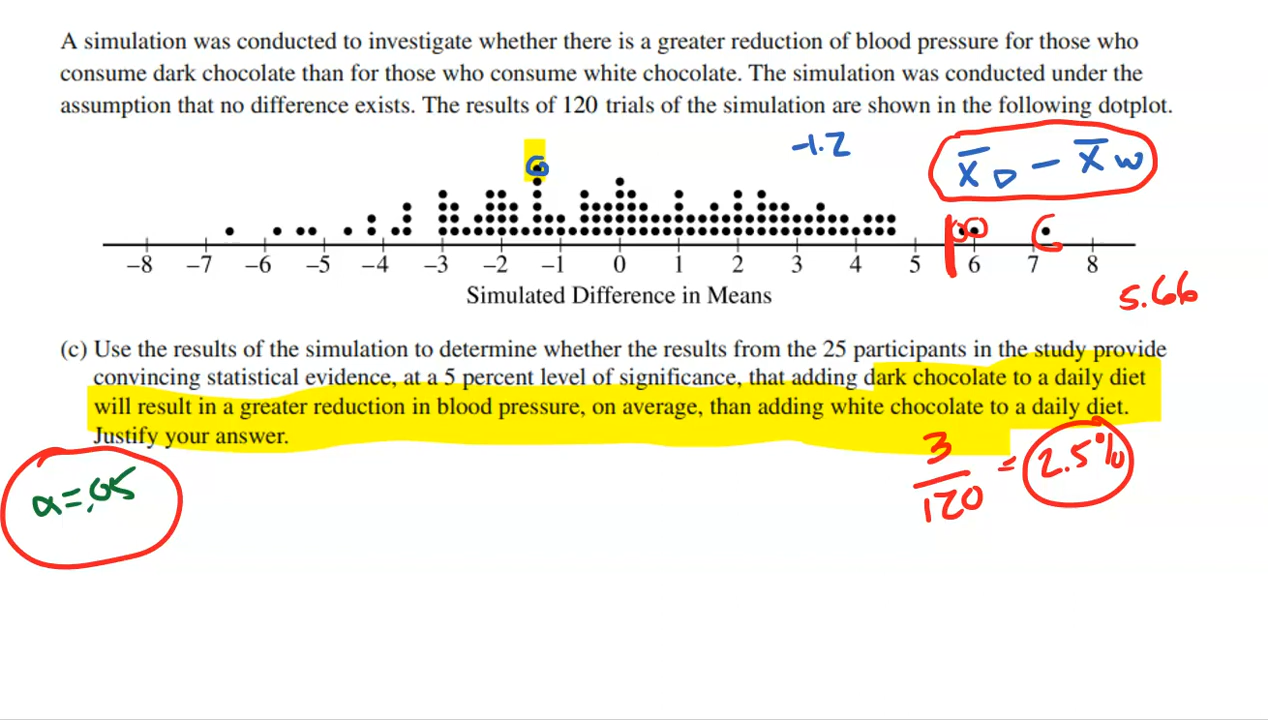 A simulation was conducted to investigate whether there is a greater reduction of blood pressure for those who
consume dark chocolate than for those who consume white chocolate. The simulation was conducted under the
assumption that no difference exists. The results of 120 trials of the simulation are shown in the following dotplot.
-1.2
x̄D - x̄w
-8 -7 -6 -5 -4 -3 -2 -1 0 1 2 3 4 5 6 7 8
Simulated Difference in Means
5.66
(c) Use the results of the simulation to determine whether the results from the 25 participants in the study provide
convincing statistical evidence, at a 5 percent level of significance, that adding dark chocolate to a daily diet
will result in a greater reduction in blood pressure, on average, than adding white chocolate to a daily diet.
Justify your answer.
3/120 = 2.5%
α=.05